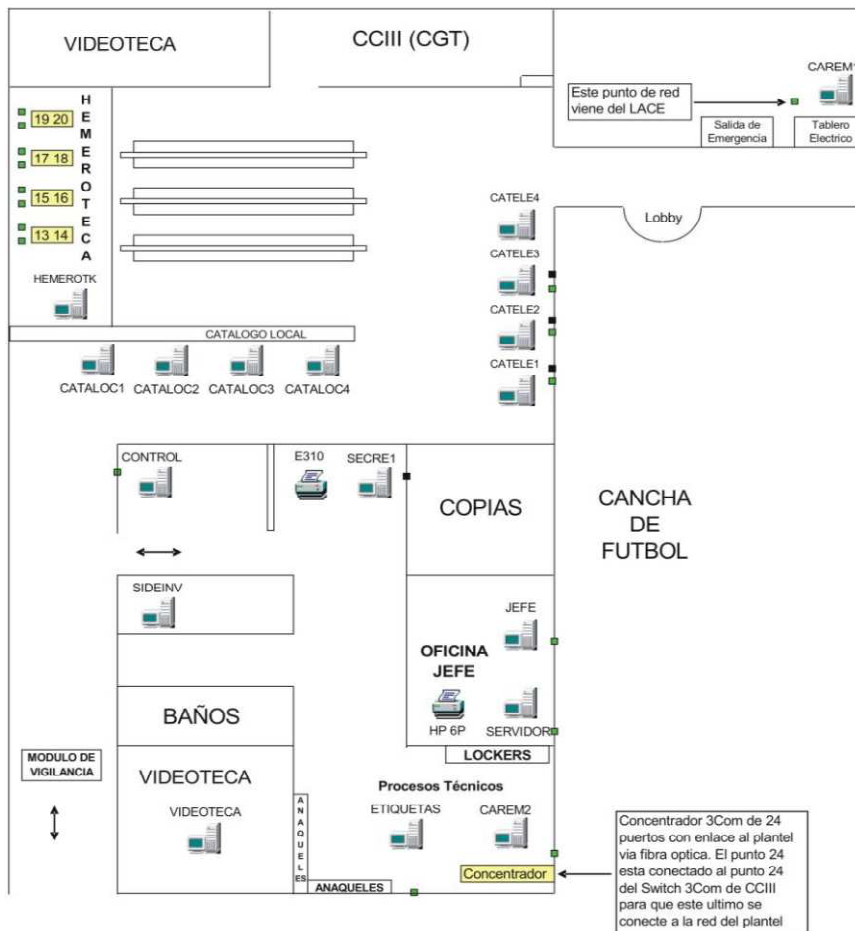 VIDEOTECA
CCIII (CGT)
CAREM1
Este punto de red
viene del LACE
Salida de
Emergencia
Tablero
Electrico
HEMEROTECA
19 20
17 18
15 16
13 14
HEMEROTK
CATELE4
CATELE3
CATELE2
CATELE1
Lobby
CATALOGO LOCAL
CATALOC1
CATALOC2
CATALOC3
CATALOC4
CONTROL
E310
SECRE1
COPIAS
CANCHA
DE
FUTBOL
SIDEINV
JEFE
OFICINA
JEFE
HP 6P
SERVIDOR
BAÑOS
LOCKERS
MODULO DE
VIGILANCIA
VIDEOTECA
VIDEOTECA
ANAQUELES
Procesos Técnicos
ETIQUETAS
CAREM2
Concentrador
ANAQUELES
Concentrador 3Com de 24
puertos con enlace al plantel
via fibra optica. El punto 24
esta conectado al punto 24
del Switch 3Com de CCIII
para que este ultimo se
conecte a la red del plantel